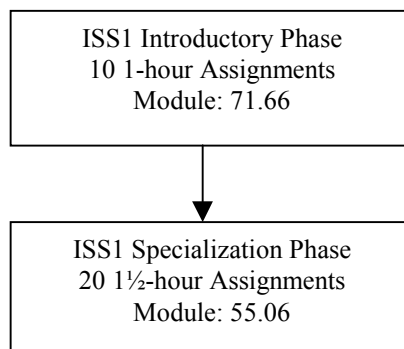 ISS1 Introductory Phase
10 1-hour Assignments
Module: 71.66
ISS1 Specialization Phase
20 1½-hour Assignments
Module: 55.06